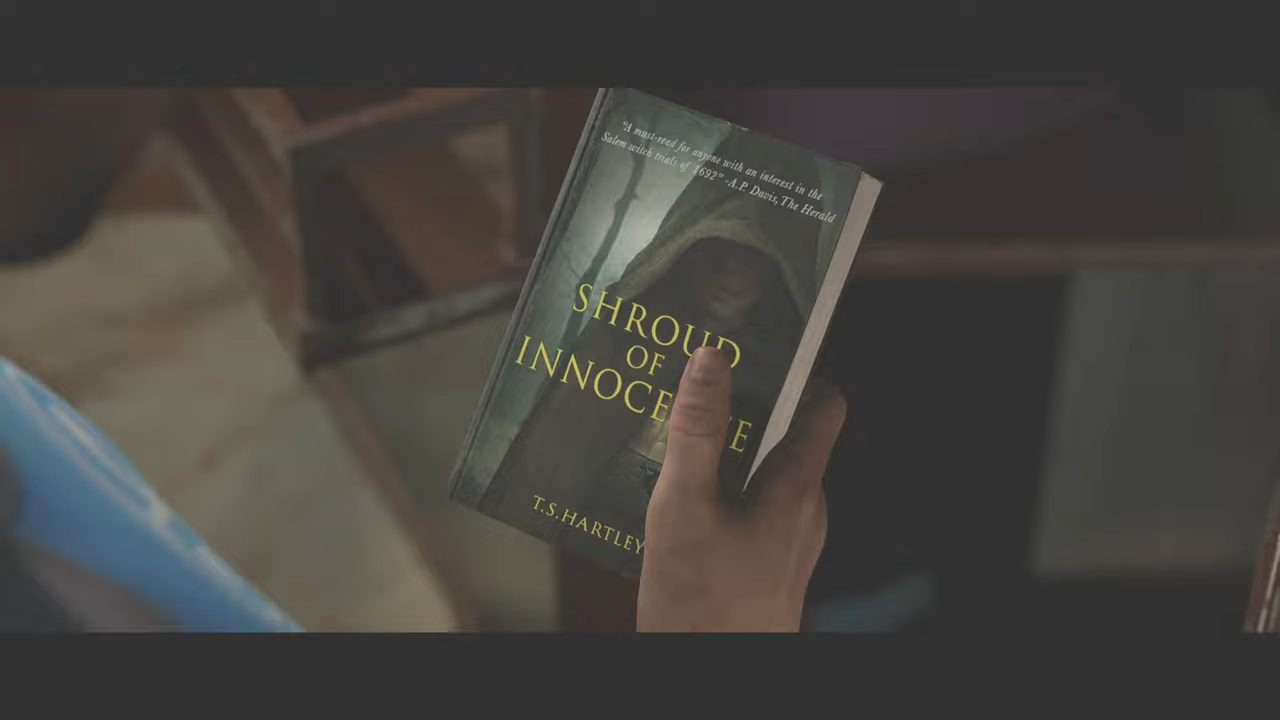 “A must-read for anyone with an interest in the
Salem witch trials of 1692” -A.P. Davis, The Herald
SHROUD
OF
INNOCE E
T.S.HARTLEY